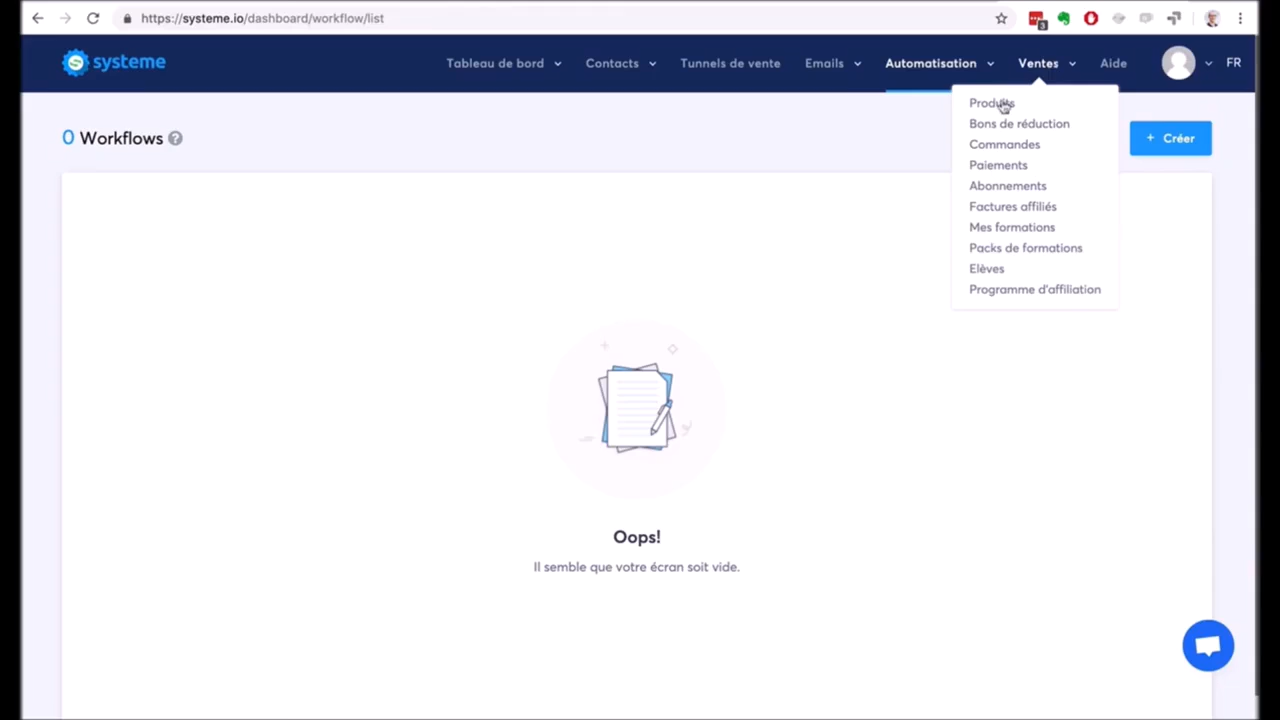 https://systeme.io/dashboard/workflow/list
3
systeme
Tableau de bord
Contacts
Tunnels de vente
Emails
Automatisation
Ventes
Aide
FR
Produits
Bons de réduction
Commandes
Paiements
Abonnements
Factures affiliés
Mes formations
Packs de formations
Elèves
Programme d'affiliation
0 Workflows ?
+ Créer
Oops!
Il semble que votre écran soit vide.